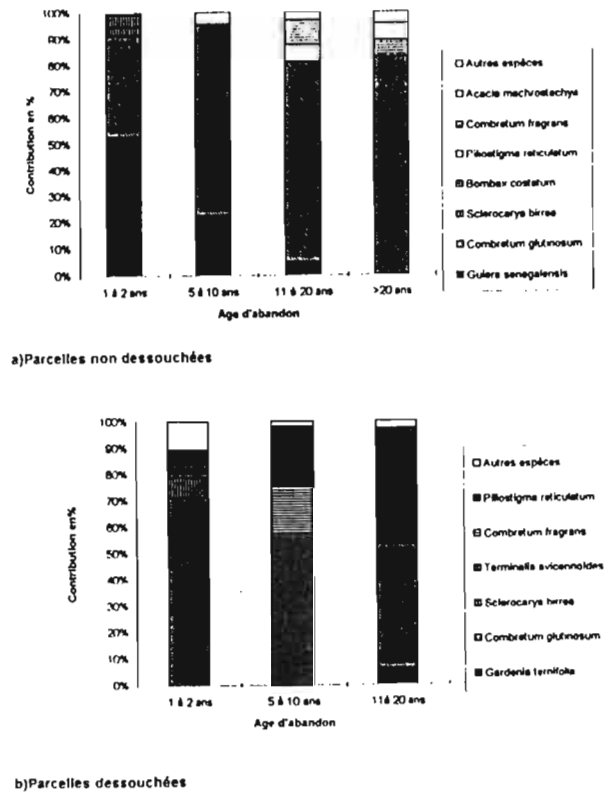 100%
90%
80%
70%
60%
50%
40%
30%
20%
10%
0%
Contribution en %
1 à 2 ans 5 à 10 ans 11 à 20 ans >20 ans
Age d'abandon
Autres espèces
Acacia machrostachya
Combretum fragrans
Piliostigma reticulatum
Bombax costatum
Sclerocarya birrea
Combretum glutinosum
Guiera senegalensis
a)Parcelles non dessouchées
100%
90%
80%
70%
60%
50%
40%
30%
20%
10%
0%
Contribution en%
1 à 2 ans 5 à 10 ans 11à 20 ans
Age d'abandon
Autres espèces
Piliostigma reticulatum
Combretum fragrans
Terminalia avicennoides
Sclerocarya birrea
Combretum glutinosum
Gardenia ternifolia
b)Parcelles dessouchées